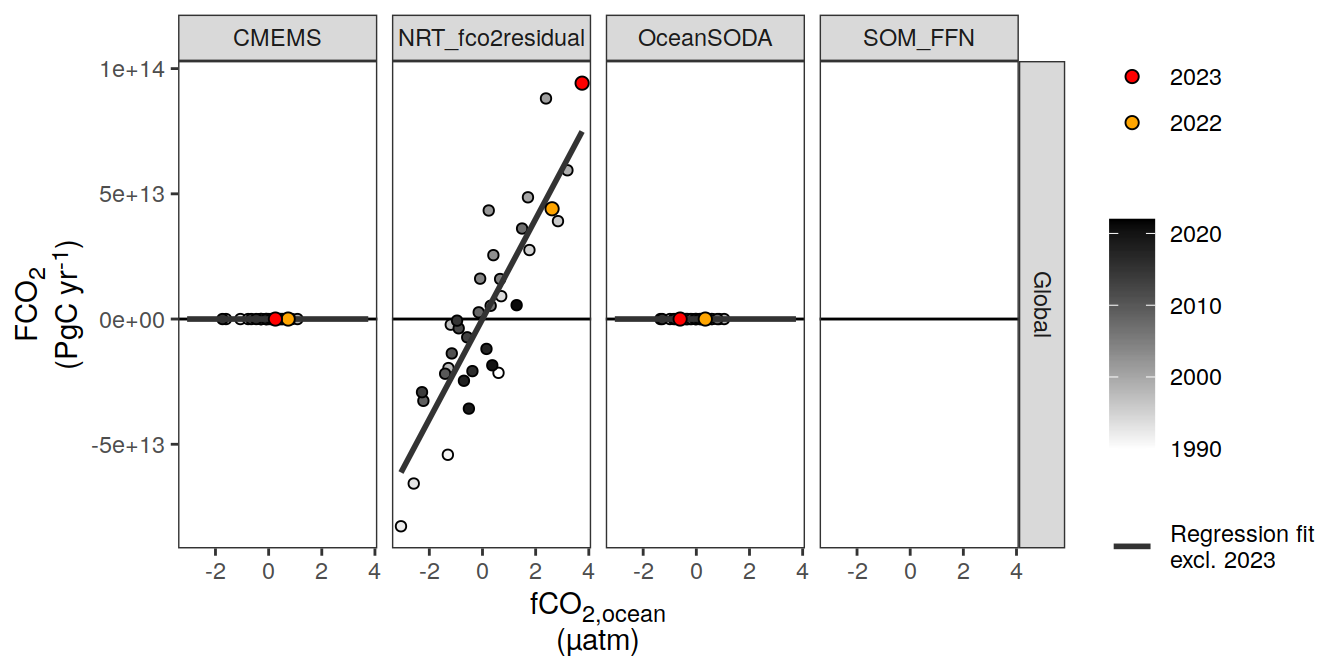 CMEMS
NRT_fco2residual
OceanSODA
SOM_FFN
1e+14
5e+13
0e+00
-5e+13
FCO2
(PgC yr-1)
Global
-2 0 2 4
-2 0 2 4
-2 0 2 4
-2 0 2 4
fCO2,ocean
(µatm)
2023
2022
2020
2010
2000
1990
Regression fit
excl. 2023